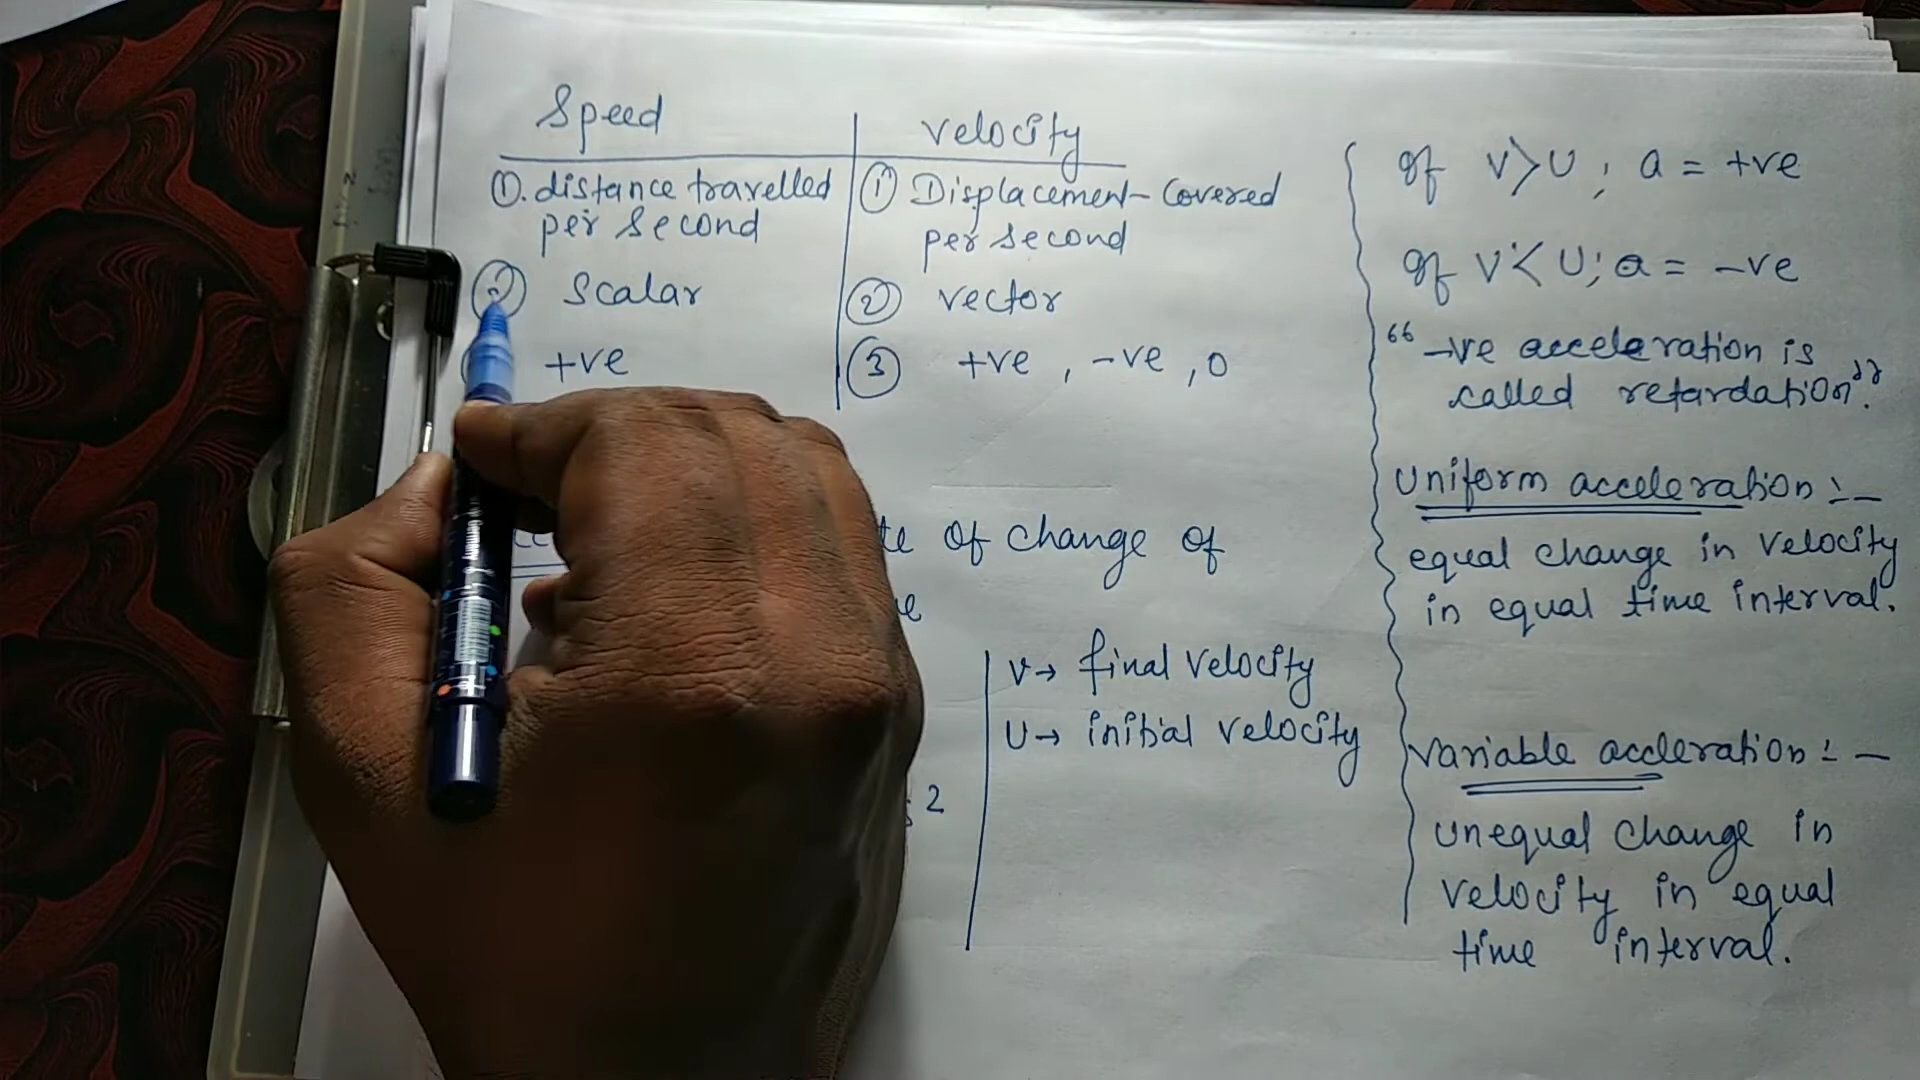 Speed
velocity
①. distance travelled
per second
① Displacement covered
per second
② scalar
② vector
+ve
③ +ve, -ve, 0
of change of
v→ final velocity
u→ initial velocity
2
If v>u; a = +ve
If v<u; a = -ve
“-ve acceleration is
called retardation”.
Uniform acceleration:-
equal change in velocity
in equal time interval.
Variable accleration:-
unequal change in
velocity in equal
time interval.